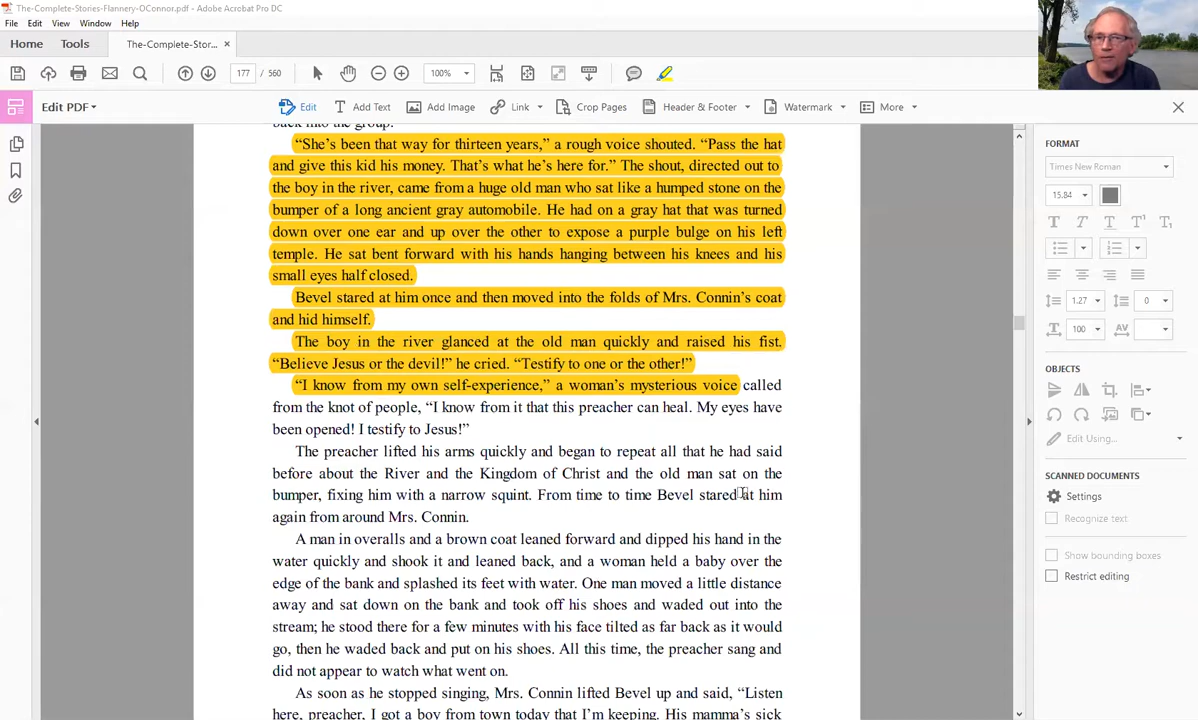 The-Complete-Stories-Flannery-OConnor.pdf - Adobe Acrobat Pro DC
File Edit View Window Help
Home Tools The-Complete-Stor... ×
177 / 560 100%
Edit PDF Edit Add Text Add Image Link Crop Pages Header & Footer Watermark More
back into the group.
“She’s been that way for thirteen years,” a rough voice shouted. “Pass the hat
and give this kid his money. That’s what he’s here for.” The shout, directed out to
the boy in the river, came from a huge old man who sat like a humped stone on the
bumper of a long ancient gray automobile. He had on a gray hat that was turned
down over one ear and up over the other to expose a purple bulge on his left
temple. He sat bent forward with his hands hanging between his knees and his
small eyes half closed.
Bevel stared at him once and then moved into the folds of Mrs. Connin’s coat
and hid himself.
The boy in the river glanced at the old man quickly and raised his fist.
“Believe Jesus or the devil!” he cried. “Testify to one or the other!”
“I know from my own self-experience,” a woman’s mysterious voice called
from the knot of people, “I know from it that this preacher can heal. My eyes have
been opened! I testify to Jesus!”
The preacher lifted his arms quickly and began to repeat all that he had said
before about the River and the Kingdom of Christ and the old man sat on the
bumper, fixing him with a narrow squint. From time to time Bevel stared at him
again from around Mrs. Connin.
A man in overalls and a brown coat leaned forward and dipped his hand in the
water quickly and shook it and leaned back, and a woman held a baby over the
edge of the bank and splashed its feet with water. One man moved a little distance
away and sat down on the bank and took off his shoes and waded out into the
stream; he stood there for a few minutes with his face tilted as far back as it would
go, then he waded back and put on his shoes. All this time, the preacher sang and
did not appear to watch what went on.
As soon as he stopped singing, Mrs. Connin lifted Bevel up and said, “Listen
here, preacher, I got a boy from town today that I’m keeping. His mamma’s sick
FORMAT
Times New Roman
15.84
T T T T¹ T₁
1.27 0
100 AV
OBJECTS
Edit Using...
SCANNED DOCUMENTS
Settings
Recognize text
Show bounding boxes
Restrict editing